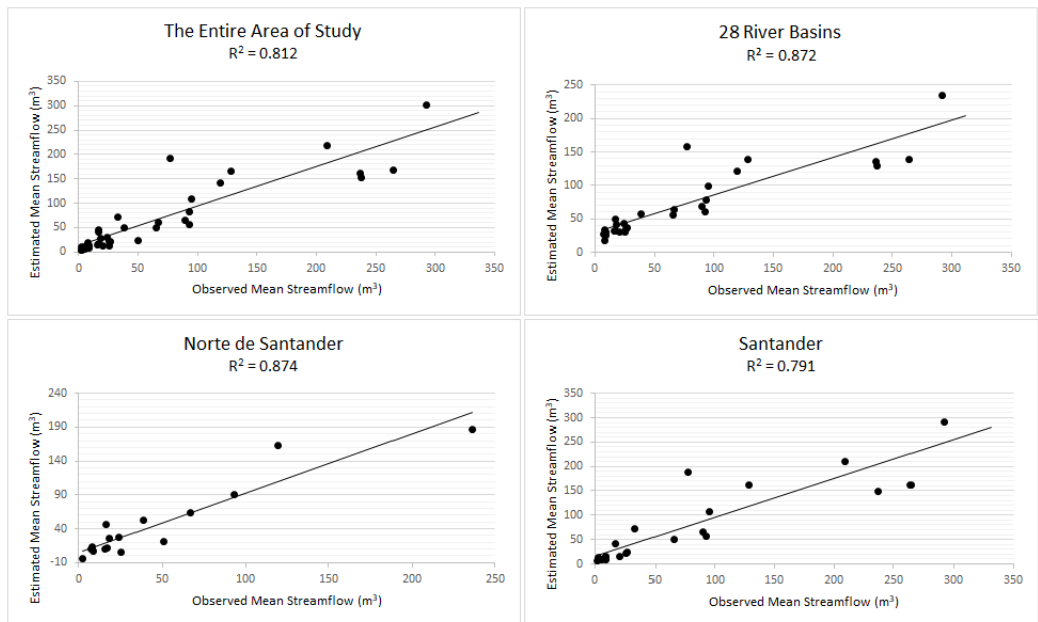 The Entire Area of Study
R² = 0.812
Estimated Mean Streamflow (m³)
350
300
250
200
150
100
50
0
0 50 100 150 200 250 300 350
Observed Mean Streamflow (m³)
28 River Basins
R² = 0.872
Estimated Mean Streamflow (m³)
250
200
150
100
50
0
0 50 100 150 200 250 300 350
Observed Mean Streamflow (m³)
Norte de Santander
R² = 0.874
Estimated Mean Streamflow (m³)
240
190
140
90
40
-10
0 50 100 150 200 250
Observed Mean Streamflow (m³)
Santander
R² = 0.791
Estimated Mean Streamflow (m³)
350
300
250
200
150
100
50
0
0 50 100 150 200 250 300 350
Observed Mean Streamflow (m³)